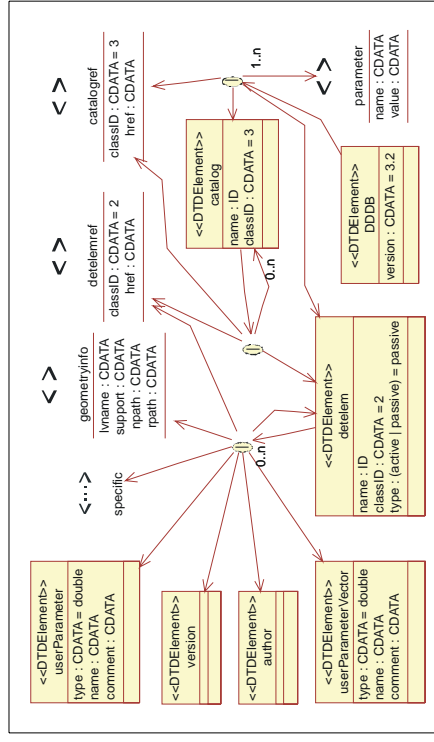 <<DTDElement>>
userParameter
type : CDATA = double
name : CDATA
comment : CDATA
<<DTDElement>>
version
<<DTDElement>>
author
<<DTDElement>>
userParameterVector
type : CDATA = double
name : CDATA
comment : CDATA
<...>
specific
< >
geometryinfo
lvname : CDATA
support : CDATA
npath : CDATA
rpath : CDATA
0..n
<<DTDElement>>
detelem
name : ID
classID : CDATA = 2
type : (active | passive) = passive
< >
detelemref
classID : CDATA = 2
href : CDATA
< >
catalogref
classID : CDATA = 3
href : CDATA
<<DTDElement>>
catalog
name : ID
classID : CDATA = 3
0..n
<<DTDElement>>
DDDB
version : CDATA = 3.2
1..n
< >
parameter
name : CDATA
value : CDATA